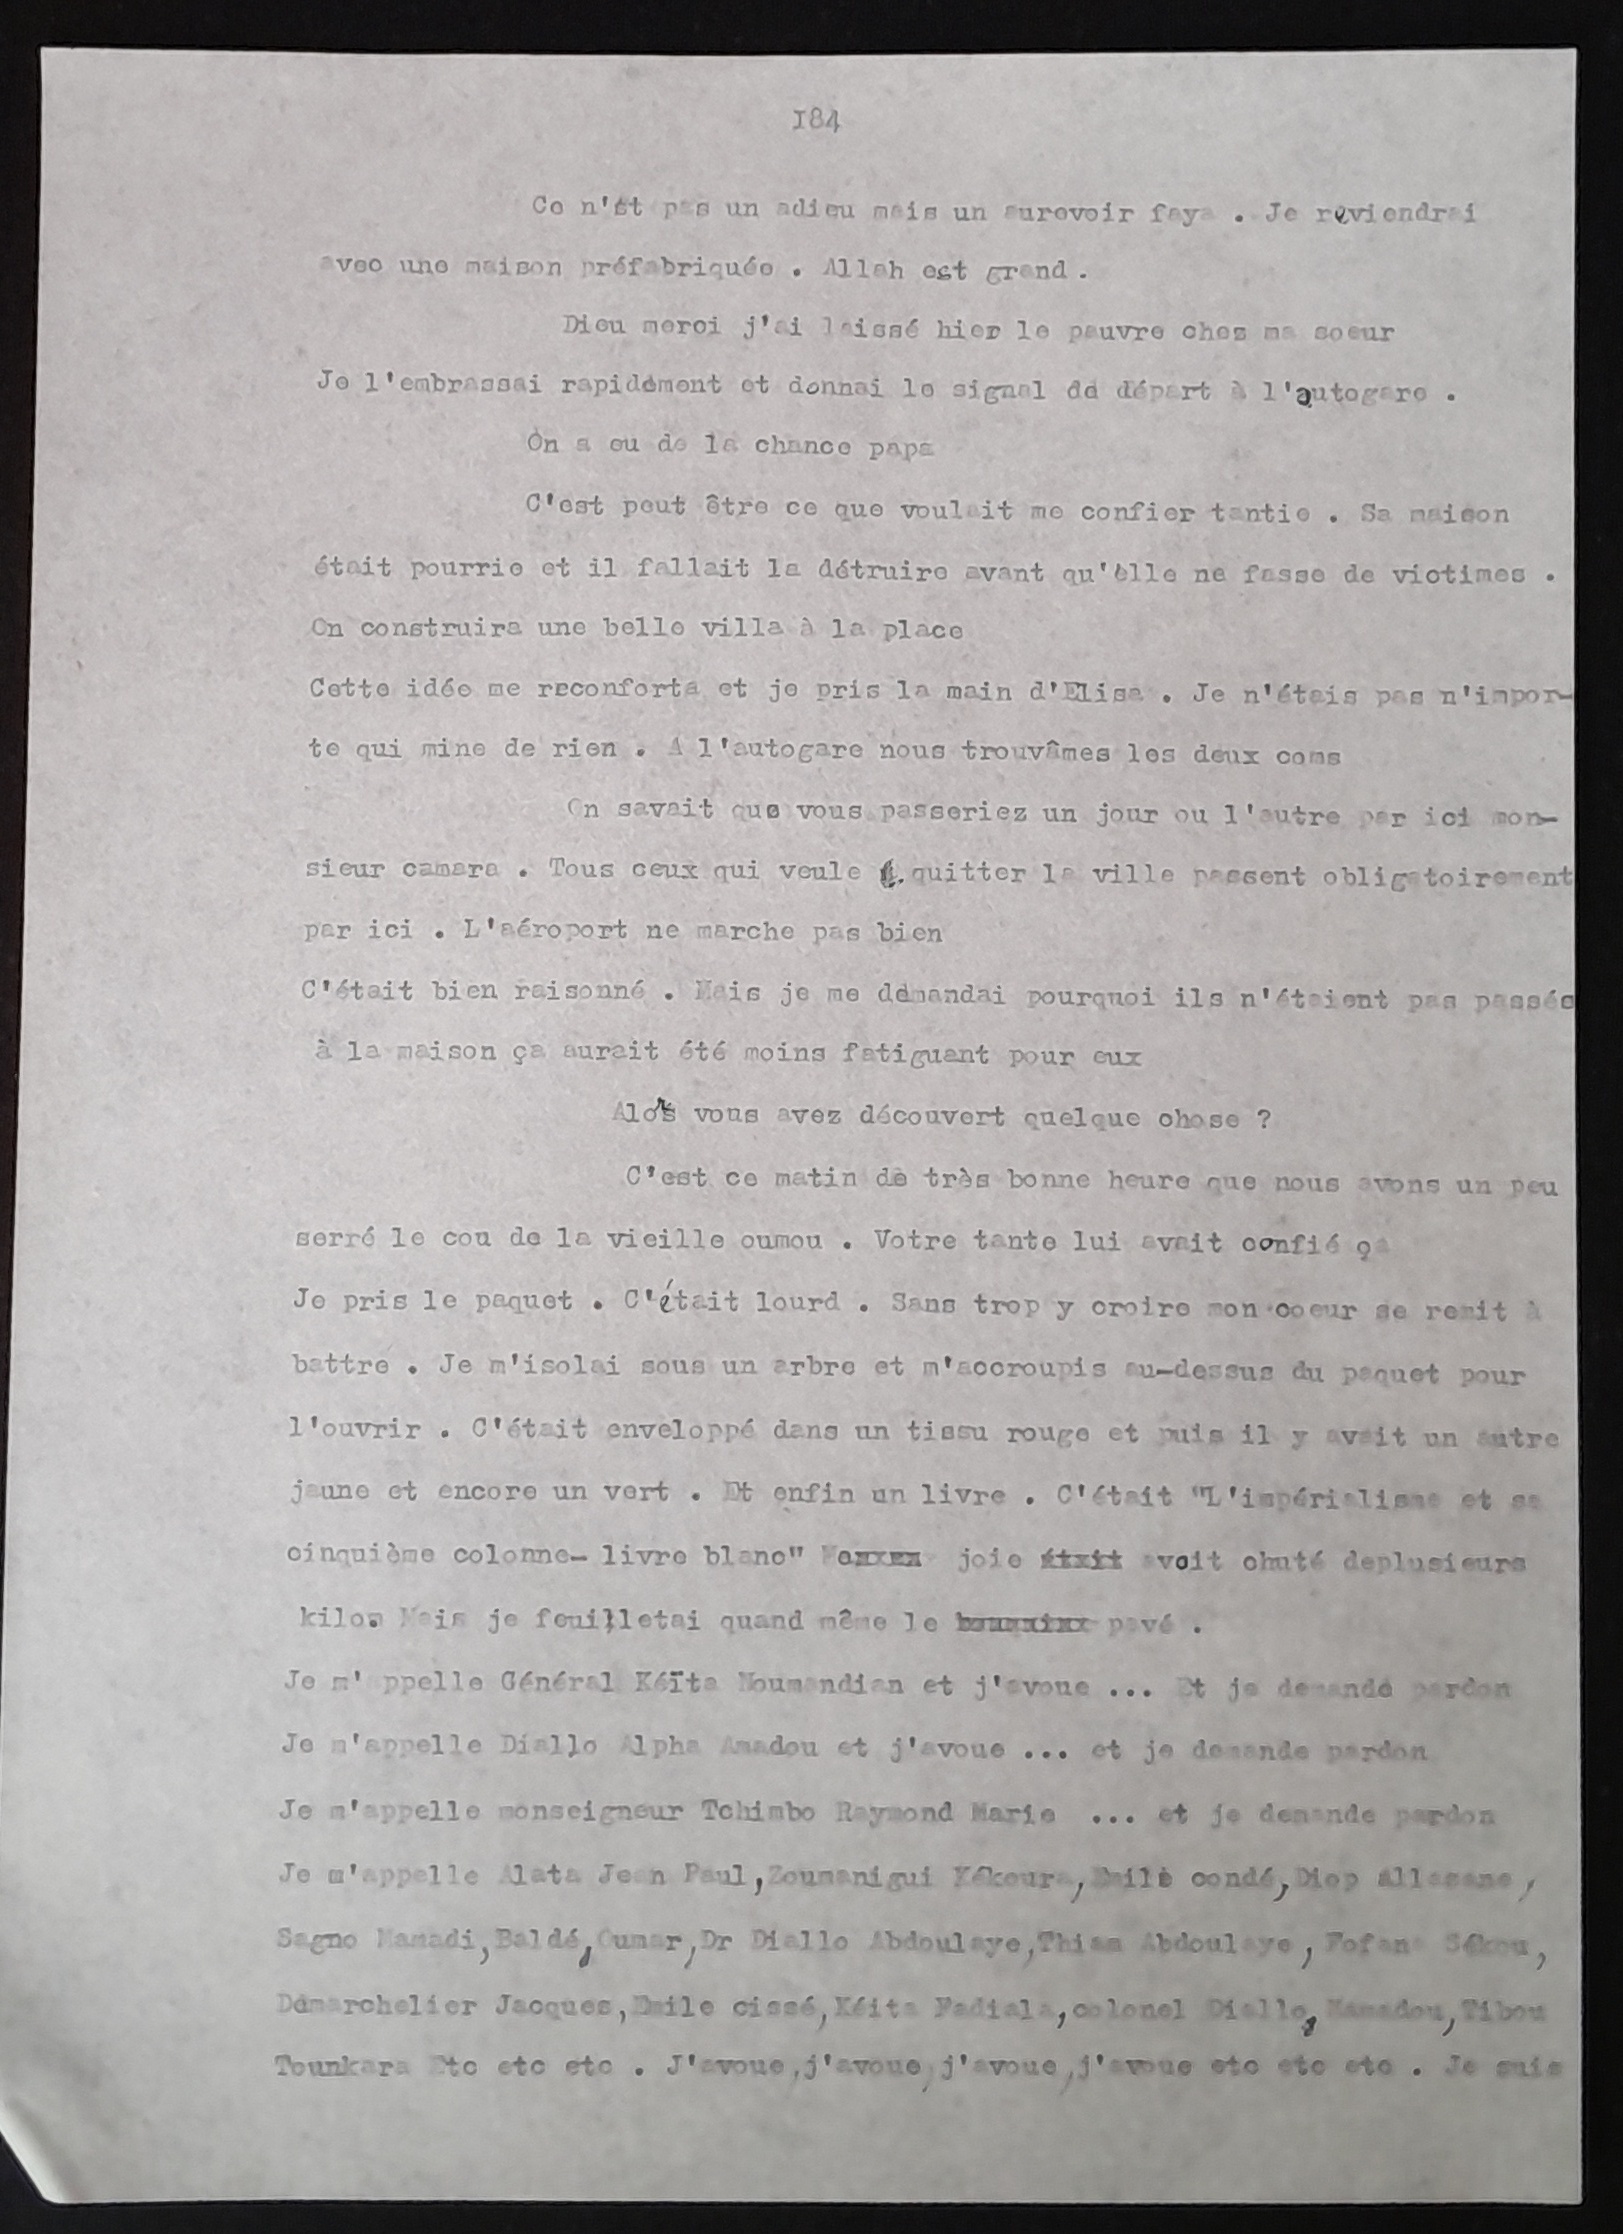 184
Ce n'ét pas un adieu mais un aurevoir faya . Je reviendrai
avec une maison préfabriquée . Allah est grand .
Dieu merci j'ai laissé hier le pauvre chez ma soeur
Je l'embrassai rapidement et donnai le signal de départ à l'autogare .
On a eu de la chance papa
C'est peut être ce que voulait me confier tantie . Sa maison
était pourrie et il fallait la détruire avant qu'elle ne fasse de victimes .
On construira une belle villa à la place
Cette idée me reconforta et je pris la main d'Elisa . Je n'étais pas n'impor-
te qui mine de rien . A l'autogare nous trouvâmes les deux cons
On savait que vous passeriez un jour ou l'autre par ici mon-
sieur camara . Tous ceux qui veule t quitter la ville passent obligatoirement
par ici . L'aéroport ne marche pas bien
C'était bien raisonné . Mais je me demandai pourquoi ils n'étaient pas passés
à la maison ça aurait été moins fatiguant pour eux
Alors vous avez découvert quelque chose ?
C'est ce matin de très bonne heure que nous avons un peu
serré le cou de la vieille oumou . Votre tante lui avait confié ça
Je pris le paquet . C'était lourd . Sans trop y croire mon coeur se remit à
battre . Je m'isolai sous un arbre et m'accroupis au-dessus du paquet pour
l'ouvrir . C'était enveloppé dans un tissu rouge et puis il y avait un autre
jaune et encore un vert . Et enfin un livre . C'était "L'impérialisme et sa
cinquième colonne- livre blanc" joie était avait chuté deplusieurs
kilos Mais je feuilletai quand même le pavé .
Je m'appelle Général Kéïta Noumandian et j'avoue ... Et je demande pardon
Je m'appelle Diallo Alpha Amadou et j'avoue ... et je demande pardon
Je m'appelle monseigneur Tchimbo Raymond Marie ... et je demande pardon
Je m'appelle Alata Jean Paul, Zoumanigui Kékoura, Emile condé, Diop Allassane,
Sagno Mamadi, Baldé, Oumar, Dr Diallo Abdoulaye, Thiam Abdoulaye, Fofana Sékou,
Démarchelier Jacques, Emile cissé, Kéita Fadiala, colonel Diallo, Mamadou, Tibou
Tounkara Etc etc etc . J'avoue, j'avoue, j'avoue, j'avoue etc etc etc . Je suis